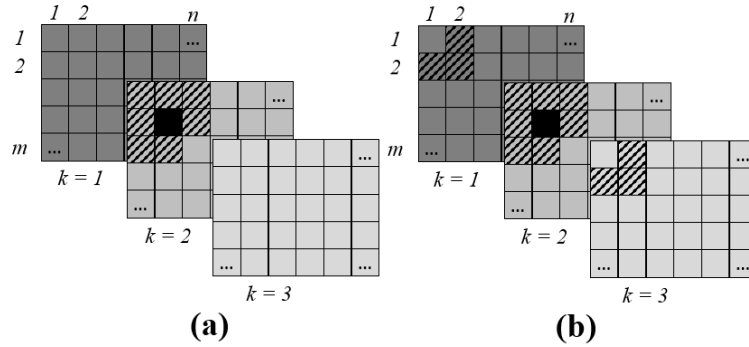 1 2 n
1 ...
2
...
m ...
k = 1
...
k = 2
...
... ...
k = 3
(a)
1 2 n
1 ...
2
...
m ...
k = 1
...
k = 2
...
... ...
k = 3
(b)